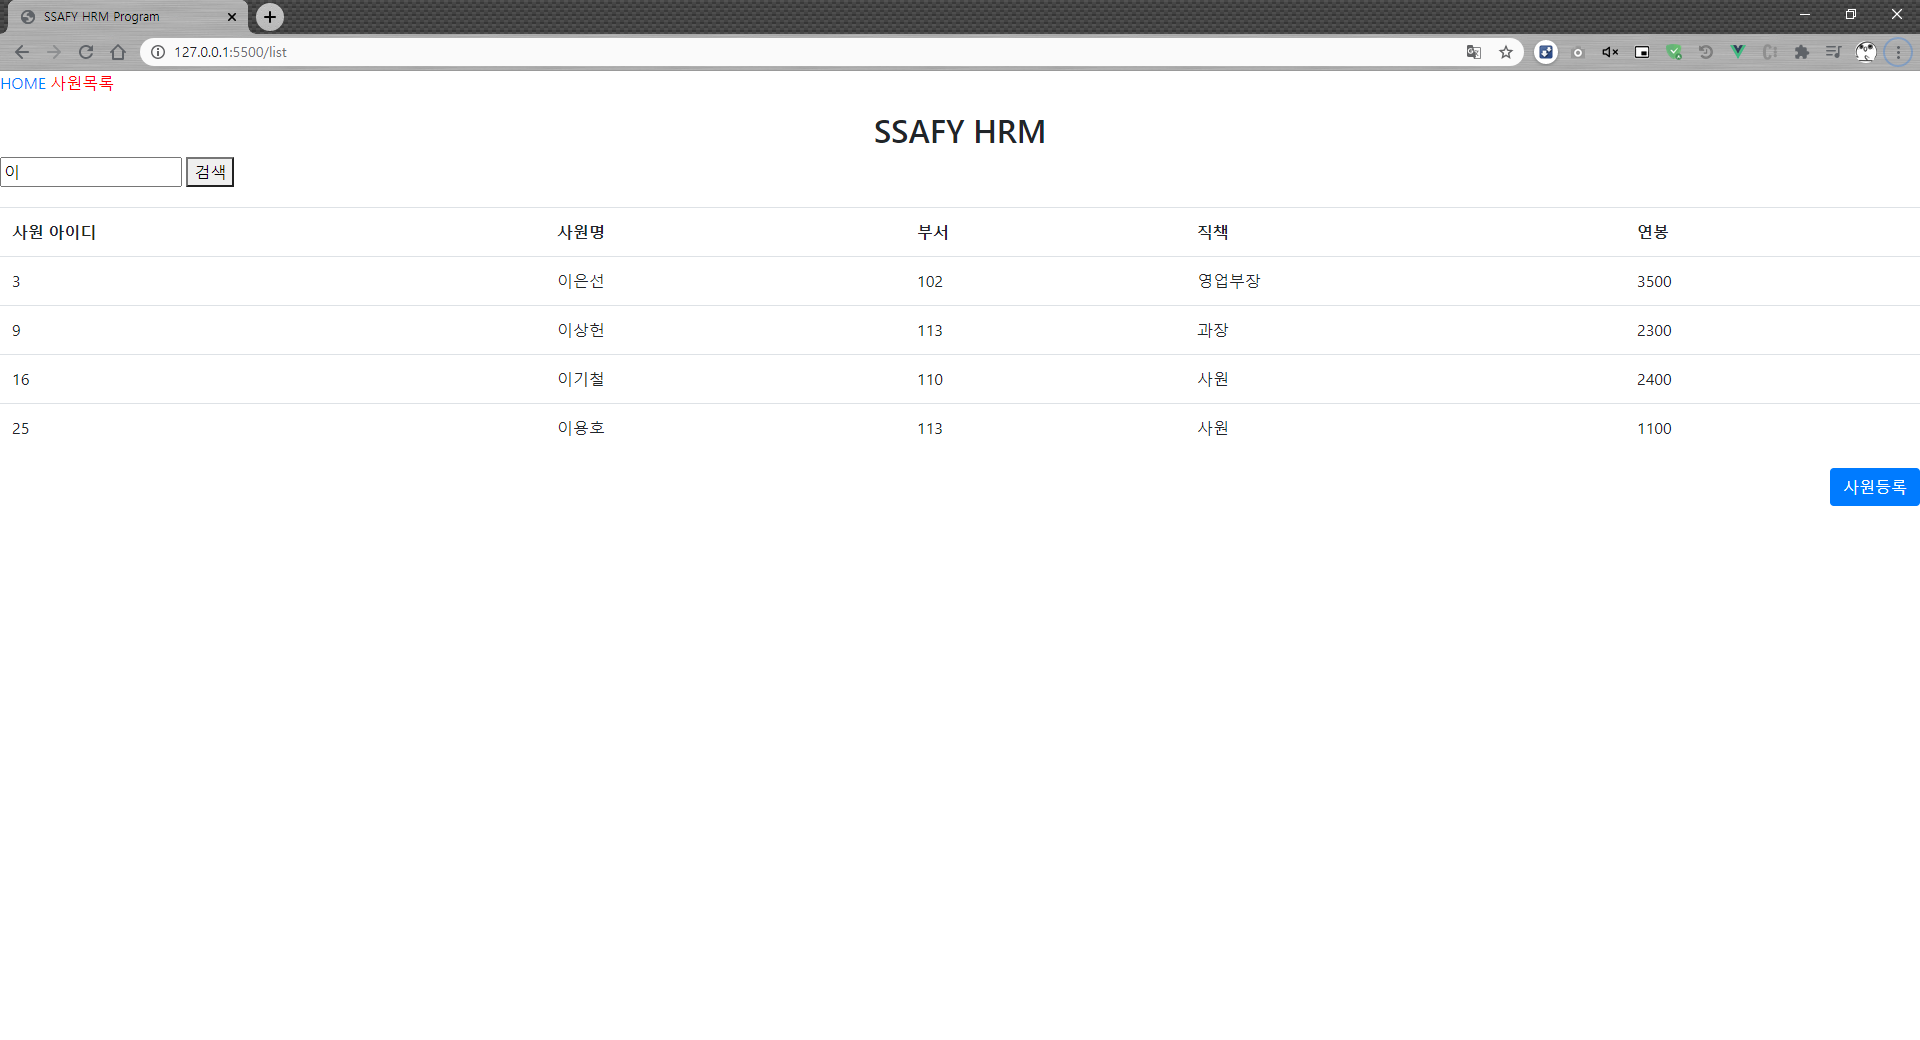 SSAFY HRM Program
127.0.0.1:5500/list
HOME 사원목록
SSAFY HRM
이 검색
사원 아이디 사원명 부서 직책 연봉
3 이은선 102 영업부장 3500
9 이상헌 113 과장 2300
16 이기철 110 사원 2400
25 이용호 113 사원 1100
사원등록